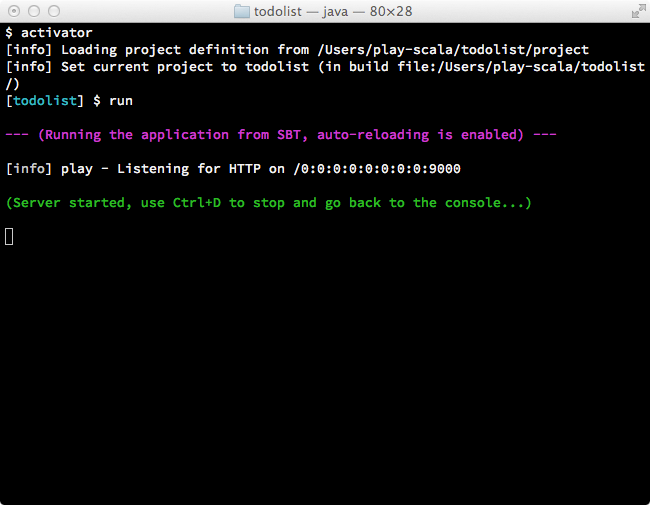 todolist — java — 80×28
$ activator
[info] Loading project definition from /Users/play-scala/todolist/project
[info] Set current project to todolist (in build file:/Users/play-scala/todolist
/)
[todolist] $ run
--- (Running the application from SBT, auto-reloading is enabled) ---
[info] play - Listening for HTTP on /0:0:0:0:0:0:0:0:9000
(Server started, use Ctrl+D to stop and go back to the console...)